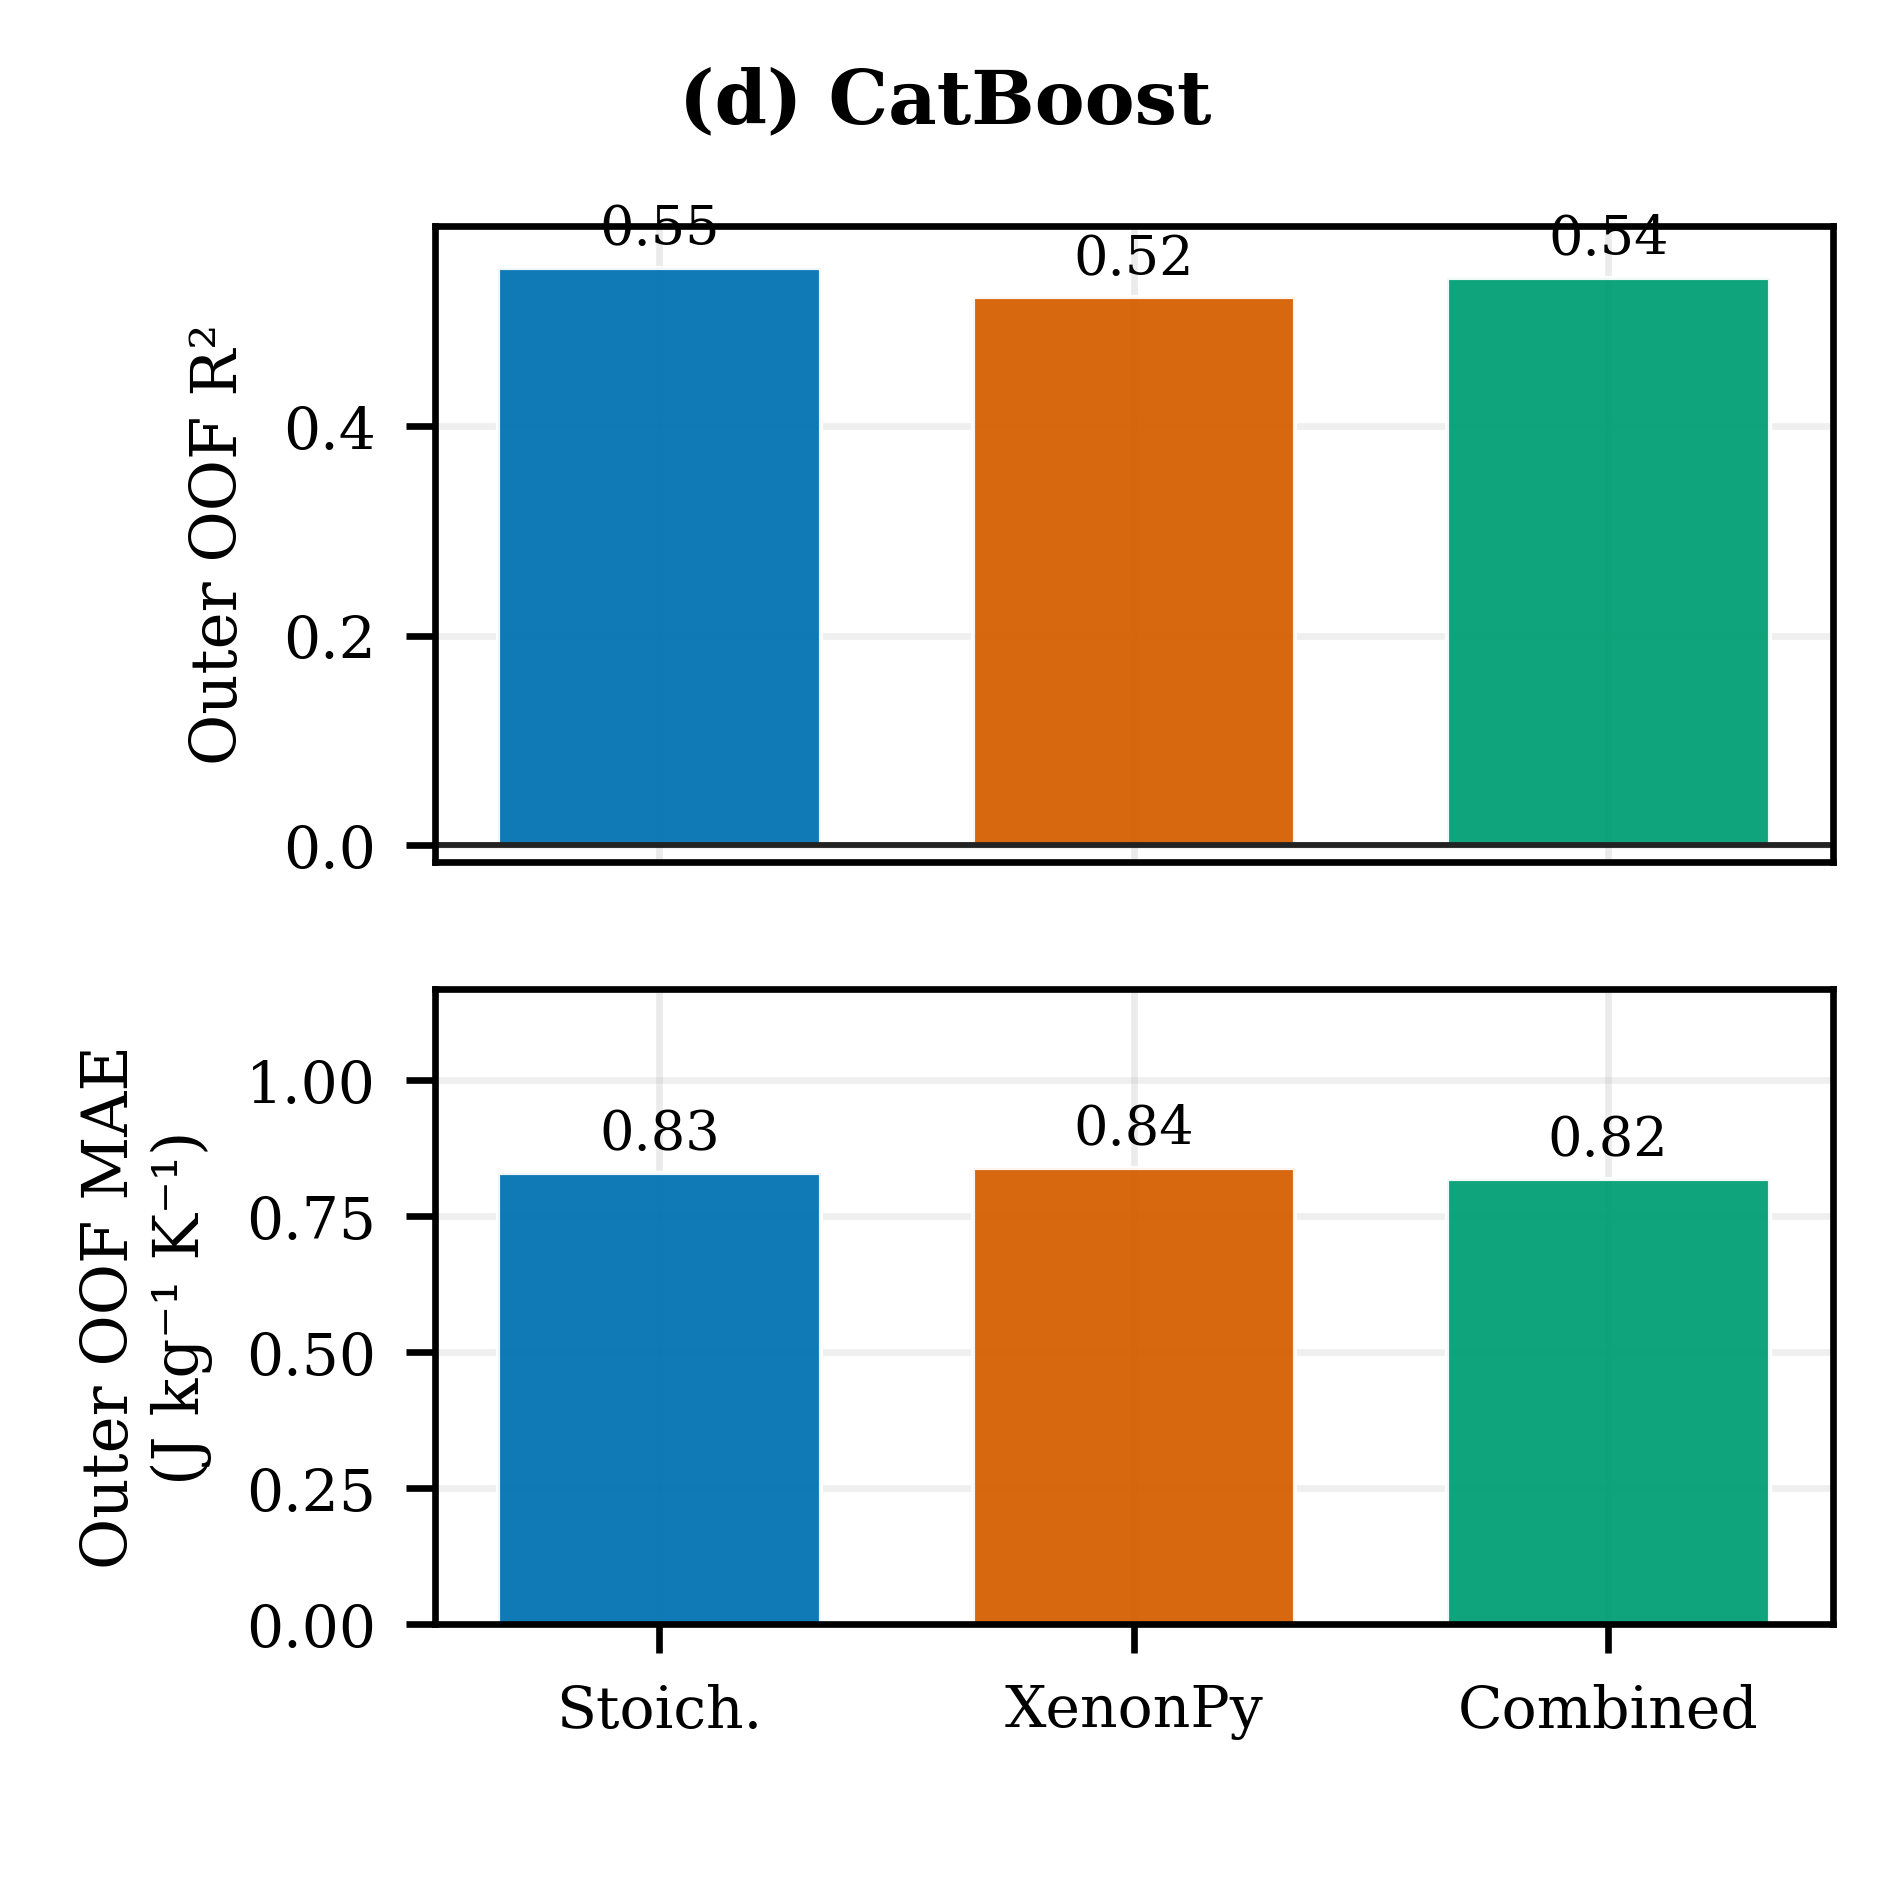 (d) CatBoost
0.55
0.52
0.54
Outer OOF R²
0.4
0.2
0.0
Outer OOF MAE
(J kg⁻¹ K⁻¹)
1.00
0.75
0.50
0.25
0.00
0.83
0.84
0.82
Stoich.
XenonPy
Combined